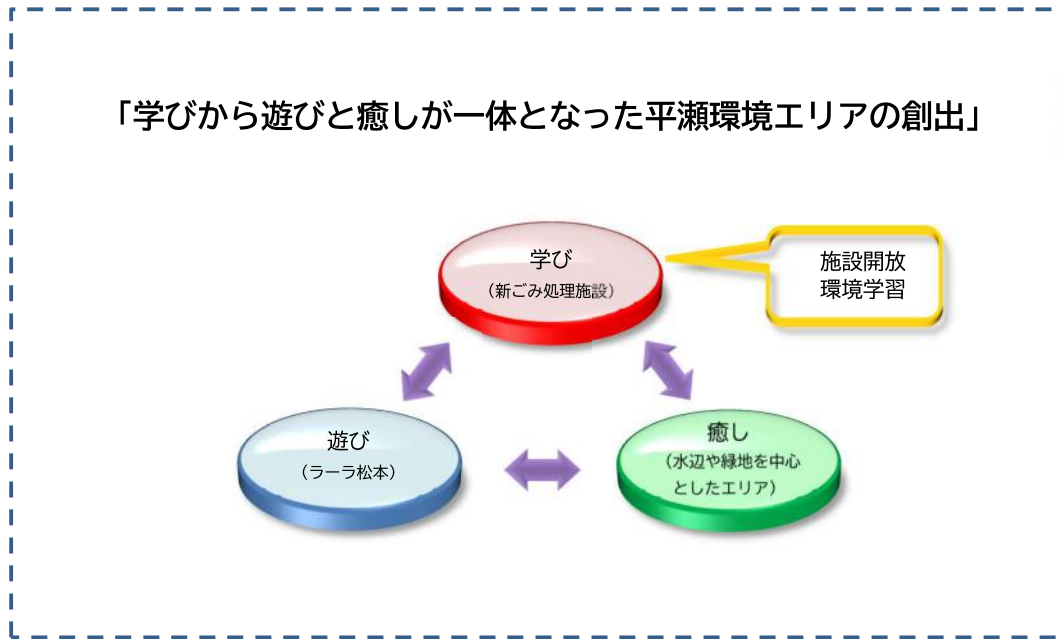 「学びから遊びと癒しが一体となった平瀬環境エリアの創出」
学び
（新ごみ処理施設）
施設開放
環境学習
遊び
（ラーラ松本）
癒し
（水辺や緑地を中心
としたエリア）